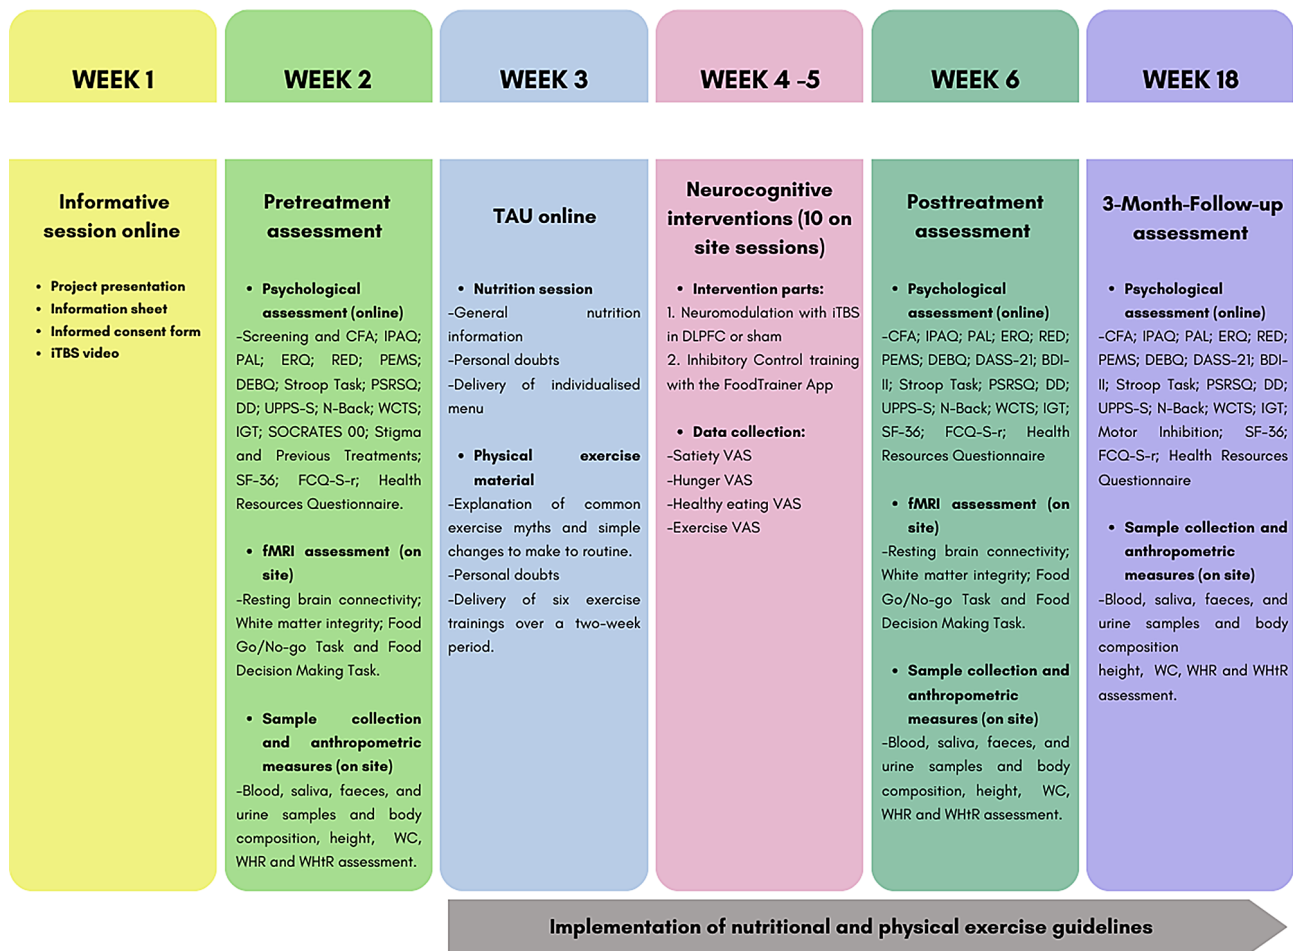 WEEK 1
Informative
session online
• Project presentation
• Information sheet
• Informed consent form
• iTBS video
WEEK 2
Pretreatment
assessment
• Psychological
assessment (online)
-Screening and CFA; IPAQ;
PAL; ERQ; RED; PEMS;
DEBQ; Stroop Task; PSRSQ;
DD; UPPS-S; N-Back; WCTS;
IGT; SOCRATES 00; Stigma
and Previous Treatments;
SF-36; FCQ-S-r; Health
Resources Questionnaire.
• fMRI assessment (on
site)
-Resting brain connectivity;
White matter integrity; Food
Go/No-go Task and Food
Decision Making Task.
• Sample collection
and anthropometric
measures (on site)
-Blood, saliva, faeces, and
urine samples and body
composition, height, WC,
WHR and WHtR assessment.
WEEK 3
TAU online
• Nutrition session
-General nutrition
information
-Personal doubts
-Delivery of individualised
menu
• Physical exercise
material
-Explanation of common
exercise myths and simple
changes to make to routine.
-Personal doubts
-Delivery of six exercise
trainings over a two-week
period.
WEEK 4 -5
Neurocognitive
interventions (10 on
site sessions)
• Intervention parts:
1. Neuromodulation with iTBS
in DLPFC or sham
2. Inhibitory Control training
with the FoodTrainer App
• Data collection:
-Satiety VAS
-Hunger VAS
-Healthy eating VAS
-Exercise VAS
WEEK 6
Posttreatment
assessment
• Psychological
assessment (online)
-CFA; IPAQ; PAL; ERQ; RED;
PEMS; DEBQ; DASS-21; BDI-
II; Stroop Task; PSRSQ; DD;
UPPS-S; N-Back; WCTS; IGT;
SF-36; FCQ-S-r; Health
Resources Questionnaire
• fMRI assessment (on
site)
-Resting brain connectivity;
White matter integrity; Food
Go/No-go Task and Food
Decision Making Task.
• Sample collection and
anthropometric
measures (on site)
-Blood, saliva, faeces, and
urine samples and body
composition, height, WC,
WHR and WHtR assessment.
WEEK 18
3-Month-Follow-up
assessment
• Psychological
assessment (online)
-CFA; IPAQ; PAL; ERQ; RED;
PEMS; DEBQ; DASS-21; BDI-
II; Stroop Task; PSRSQ; DD;
UPPS-S; N-Back; WCTS; IGT;
Motor Inhibition; SF-36;
FCQ-S-r; Health Resources
Questionnaire
• Sample collection and
anthropometric
measures (on site)
-Blood, saliva, faeces, and
urine samples and body
composition
height, WC, WHR and WHtR
assessment.
Implementation of nutritional and physical exercise guidelines